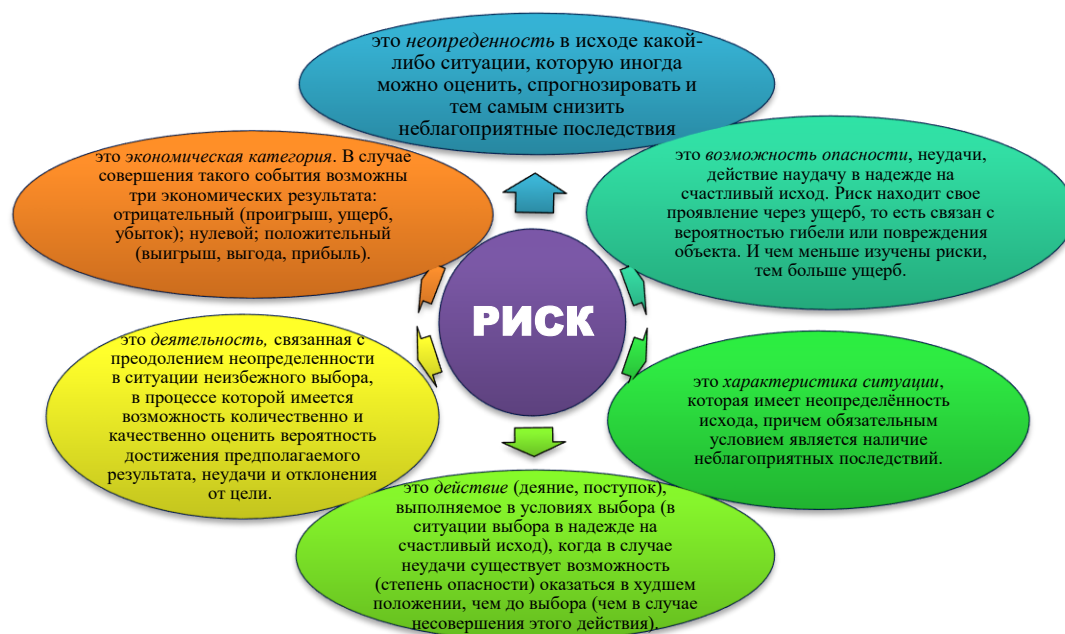 это неопреденность в исходе какой-
либо ситуации, которую иногда
можно оценить, спрогнозировать и
тем самым снизить
неблагоприятные последствия
это экономическая категория. В случае
совершения такого события возможны
три экономических результата:
отрицательный (проигрыш, ущерб,
убыток); нулевой; положительный
(выигрыш, выгода, прибыль).
это возможность опасности, неудачи,
действие наудачу в надежде на
счастливый исход. Риск находит свое
проявление через ущерб, то есть связан с
вероятностью гибели или повреждения
объекта. И чем меньше изучены риски,
тем больше ущерб.
РИСК
это деятельность, связанная с
преодолением неопределенности
в ситуации неизбежного выбора,
в процессе которой имеется
возможность количественно и
качественно оценить вероятность
достижения предполагаемого
результата, неудачи и отклонения
от цели.
это характеристика ситуации,
которая имеет неопределённость
исхода, причем обязательным
условием является наличие
неблагоприятных последствий.
это действие (деяние, поступок),
выполняемое в условиях выбора (в
ситуации выбора в надежде на
счастливый исход), когда в случае
неудачи существует возможность
(степень опасности) оказаться в худшем
положении, чем до выбора (чем в случае
несовершения этого действия).